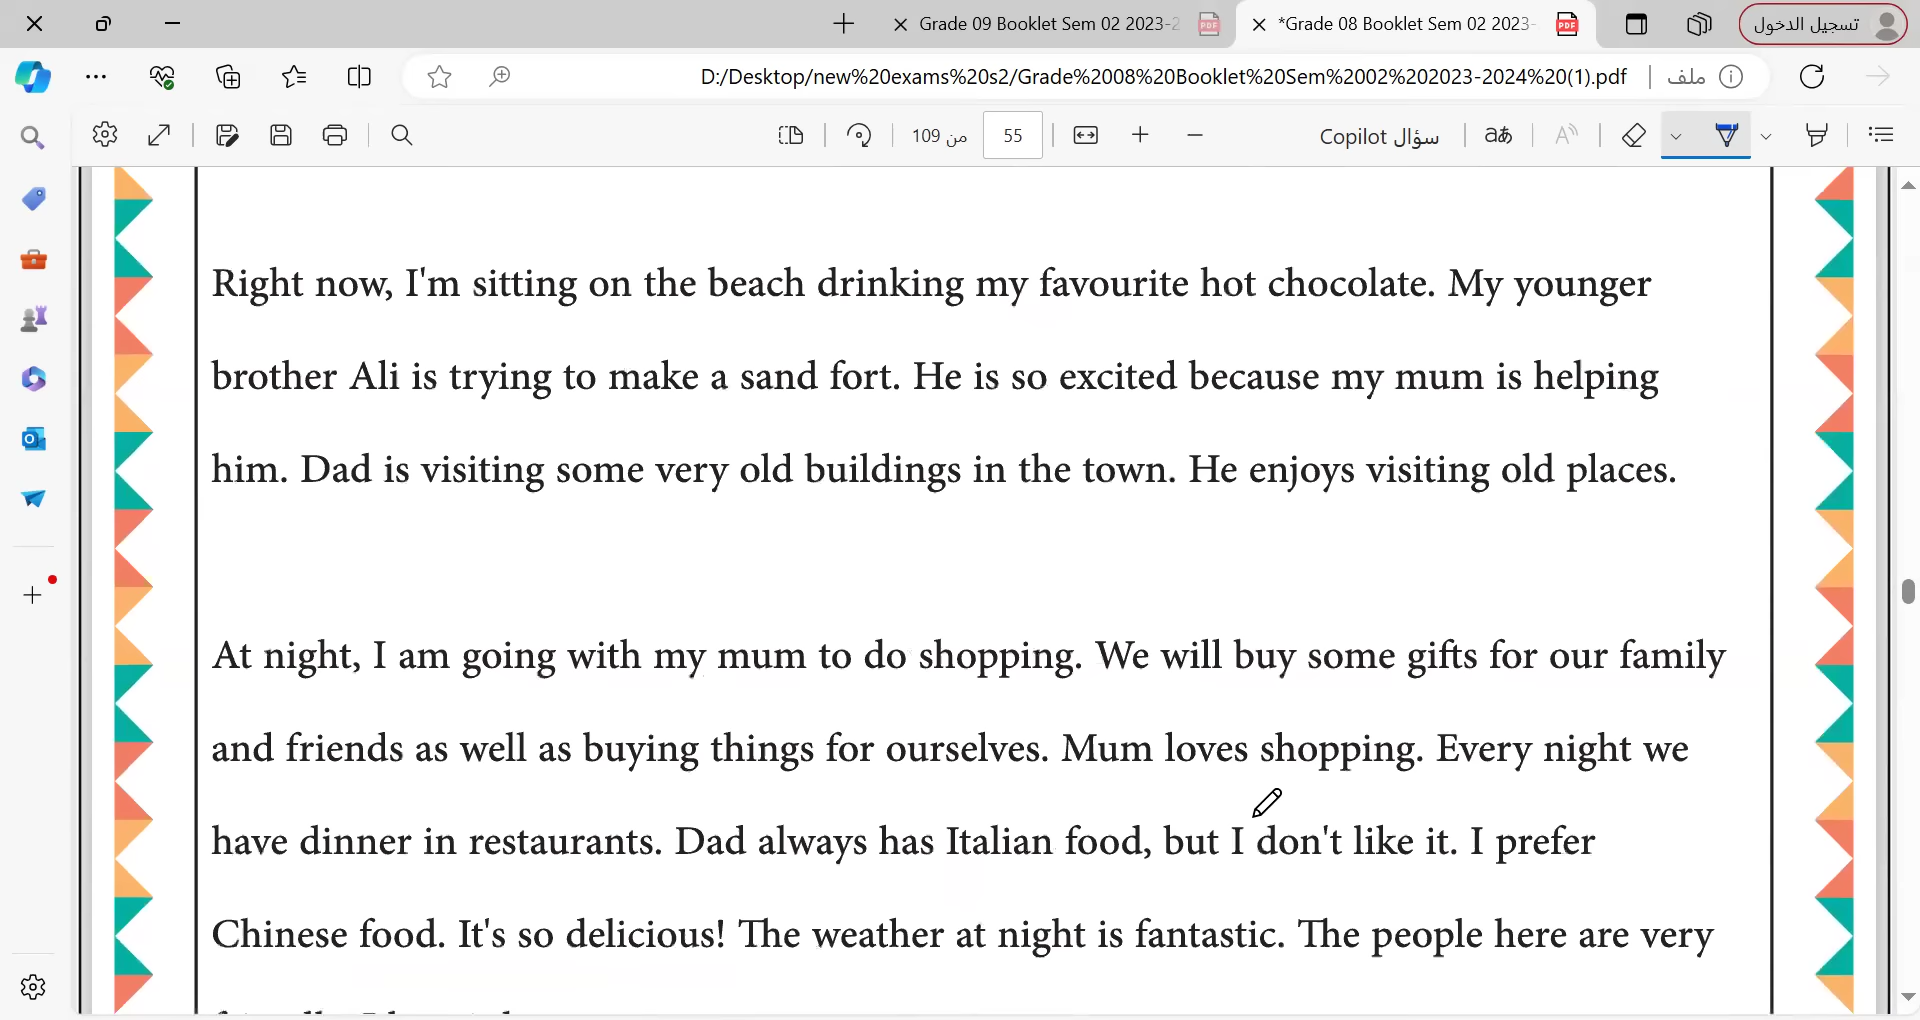 Grade 09 Booklet Sem 02 2023-2
*Grade 08 Booklet Sem 02 2023-
تسجيل الدخول
D:/Desktop/new%20exams%20s2/Grade%2008%20Booklet%20Sem%2002%202023-2024%20(1).pdf
ملف
من 109
55
سؤال Copilot
Right now, I'm sitting on the beach drinking my favourite hot chocolate. My younger
brother Ali is trying to make a sand fort. He is so excited because my mum is helping
him. Dad is visiting some very old buildings in the town. He enjoys visiting old places.
At night, I am going with my mum to do shopping. We will buy some gifts for our family
and friends as well as buying things for ourselves. Mum loves shopping. Every night we
have dinner in restaurants. Dad always has Italian food, but I don't like it. I prefer
Chinese food. It's so delicious! The weather at night is fantastic. The people here are very